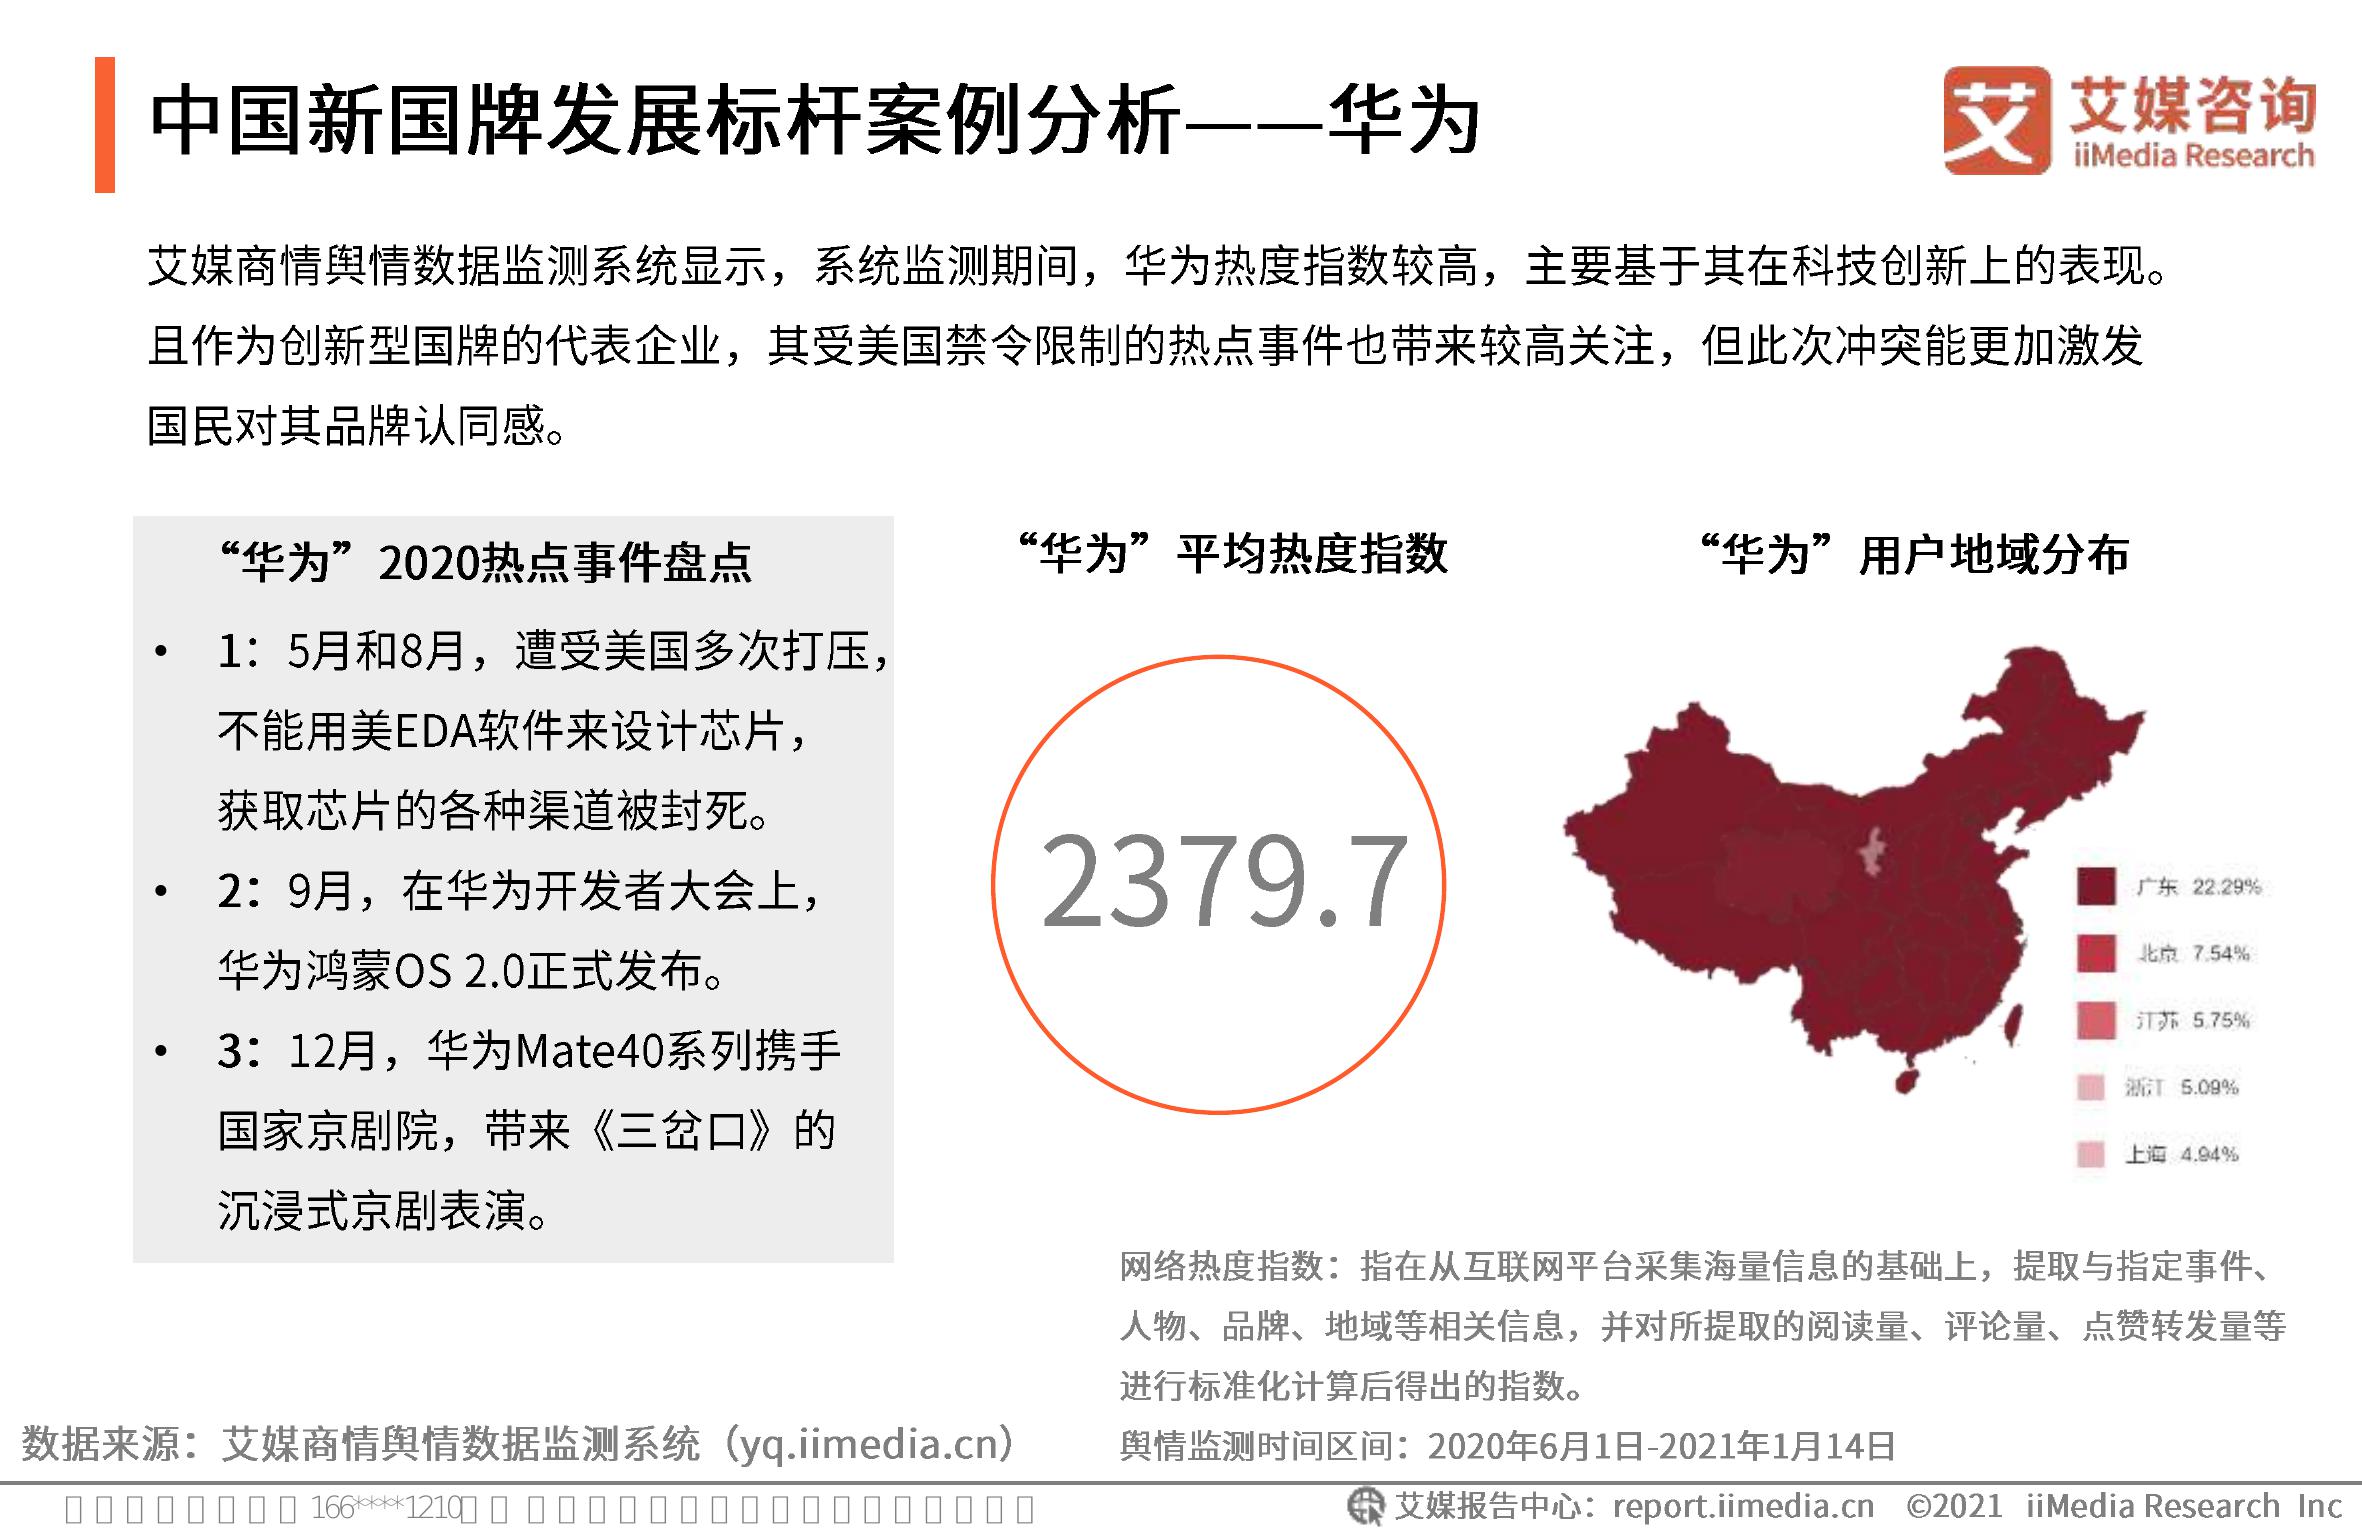 中国新国牌发展标杆案例分析——华为
艾 艾媒咨询
iiMedia Research
艾媒商情舆情数据监测系统显示，系统监测期间，华为热度指数较高，主要基于其在科技创新上的表现。
且作为创新型国牌的代表企业，其受美国禁令限制的热点事件也带来较高关注，但此次冲突能更加激发
国民对其品牌认同感。
“华为”2020热点事件盘点
• 1：5月和8月，遭受美国多次打压，
不能用美EDA软件来设计芯片，
获取芯片的各种渠道被封死。
• 2：9月，在华为开发者大会上，
华为鸿蒙OS 2.0正式发布。
• 3：12月，华为Mate40系列携手
国家京剧院，带来《三岔口》的
沉浸式京剧表演。
“华为”平均热度指数
2379.7
“华为”用户地域分布
广东 22.29%
北京 7.54%
江苏 5.75%
浙江 5.09%
上海 4.94%
网络热度指数：指在从互联网平台采集海量信息的基础上，提取与指定事件、
人物、品牌、地域等相关信息，并对所提取的阅读量、评论量、点赞转发量等
进行标准化计算后得出的指数。
舆情监测时间区间：2020年6月1日-2021年1月14日
数据来源：艾媒商情舆情数据监测系统（yq.iimedia.cn）
166****1210
艾媒报告中心：report.iimedia.cn ©2021 iiMedia Research Inc